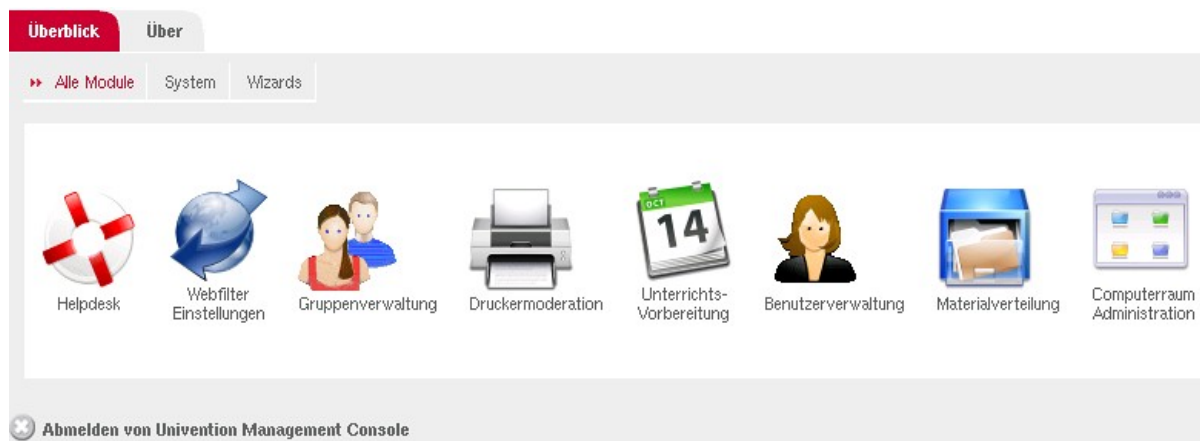 Überblick Über
Alle Module System Wizards
OCT
14
Helpdesk
Webfilter
Einstellungen
Gruppenverwaltung
Druckermoderation
Unterrichts-
Vorbereitung
Benutzerverwaltung
Materialverteilung
Computerraum
Administration
Abmelden von Univention Management Console